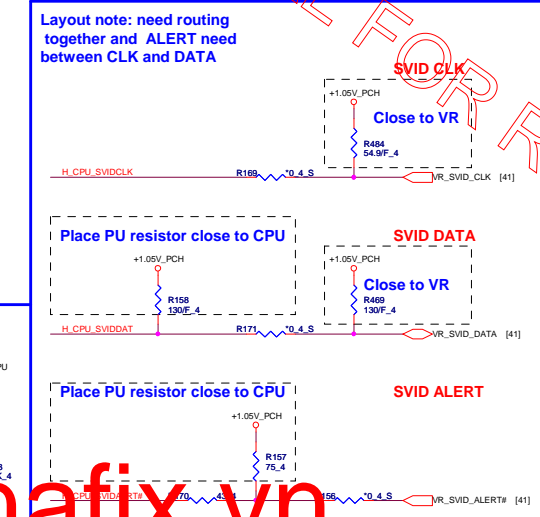 Layout note: need routing
together and ALERT need
between CLK and DATA
FOR R
SVID CLK
+1.05V_PCH
Close to VR
R484
54.9/F_4
H_CPU_SVIDCLK
R169
*0_4_S
VR_SVID_CLK [41]
Place PU resistor close to CPU
SVID DATA
+1.05V_PCH
+1.05V_PCH
Close to VR
R158
130/F_4
R469
130/F_4
H_CPU_SVIDDAT
R171
*0_4_S
VR_SVID_DATA [41]
Place PU resistor close to CPU
SVID ALERT
+1.05V_PCH
R157
75_4
*0_4_S
VR_SVID_ALERT# [41]
afix.vn